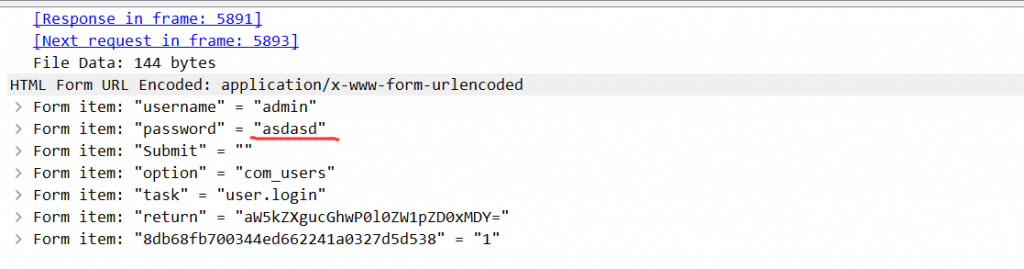 [Response in frame: 5891]
[Next request in frame: 5893]
File Data: 144 bytes
HTML Form URL Encoded: application/x-www-form-urlencoded
Form item: "username" = "admin"
Form item: "password" = "asdasd"
Form item: "Submit" = ""
Form item: "option" = "com_users"
Form item: "task" = "user.login"
Form item: "return" = "aW5kZXgucGhwP0l0ZW1pZD0xMDY="
Form item: "8db68fb700344ed662241a0327d5d538" = "1"